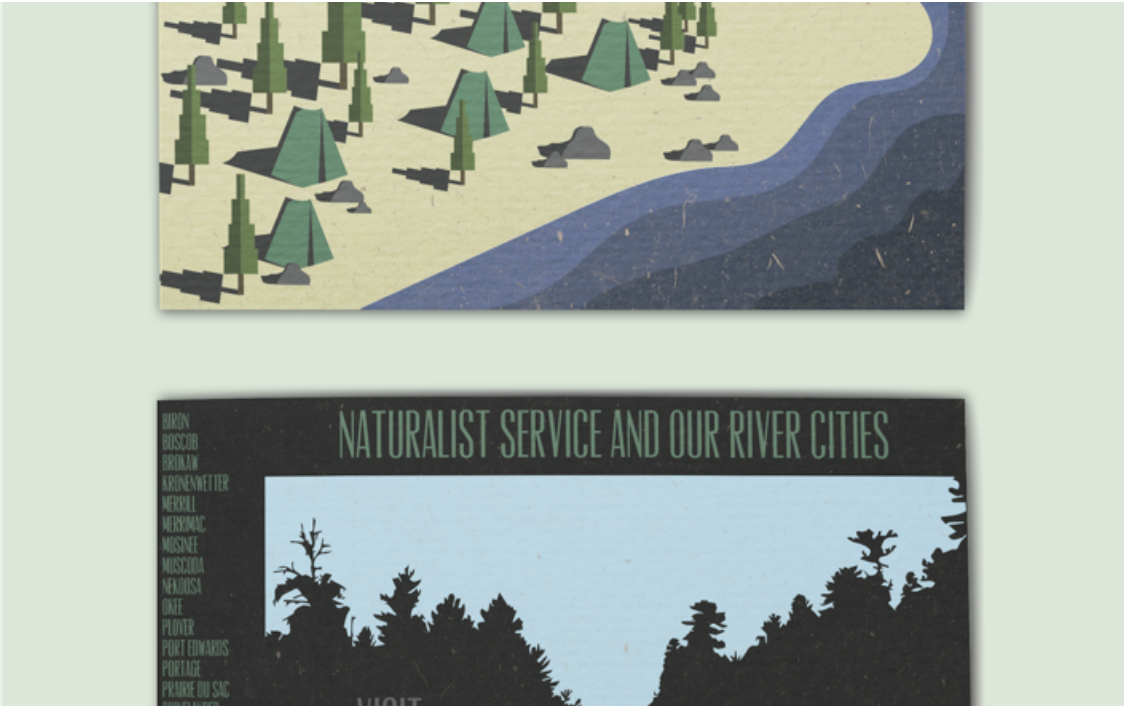 NATURALIST SERVICE AND OUR RIVER CITIES
BIRON
BOSCOB
BROKAW
KRONENWETTER
MERRILL
MERRIMAC
MOSINEE
MUSCODA
NEKOOSA
OKEE
PLOVER
PORT EDWARDS
PORTAGE
PRAIRIE DU SAC
VISIT